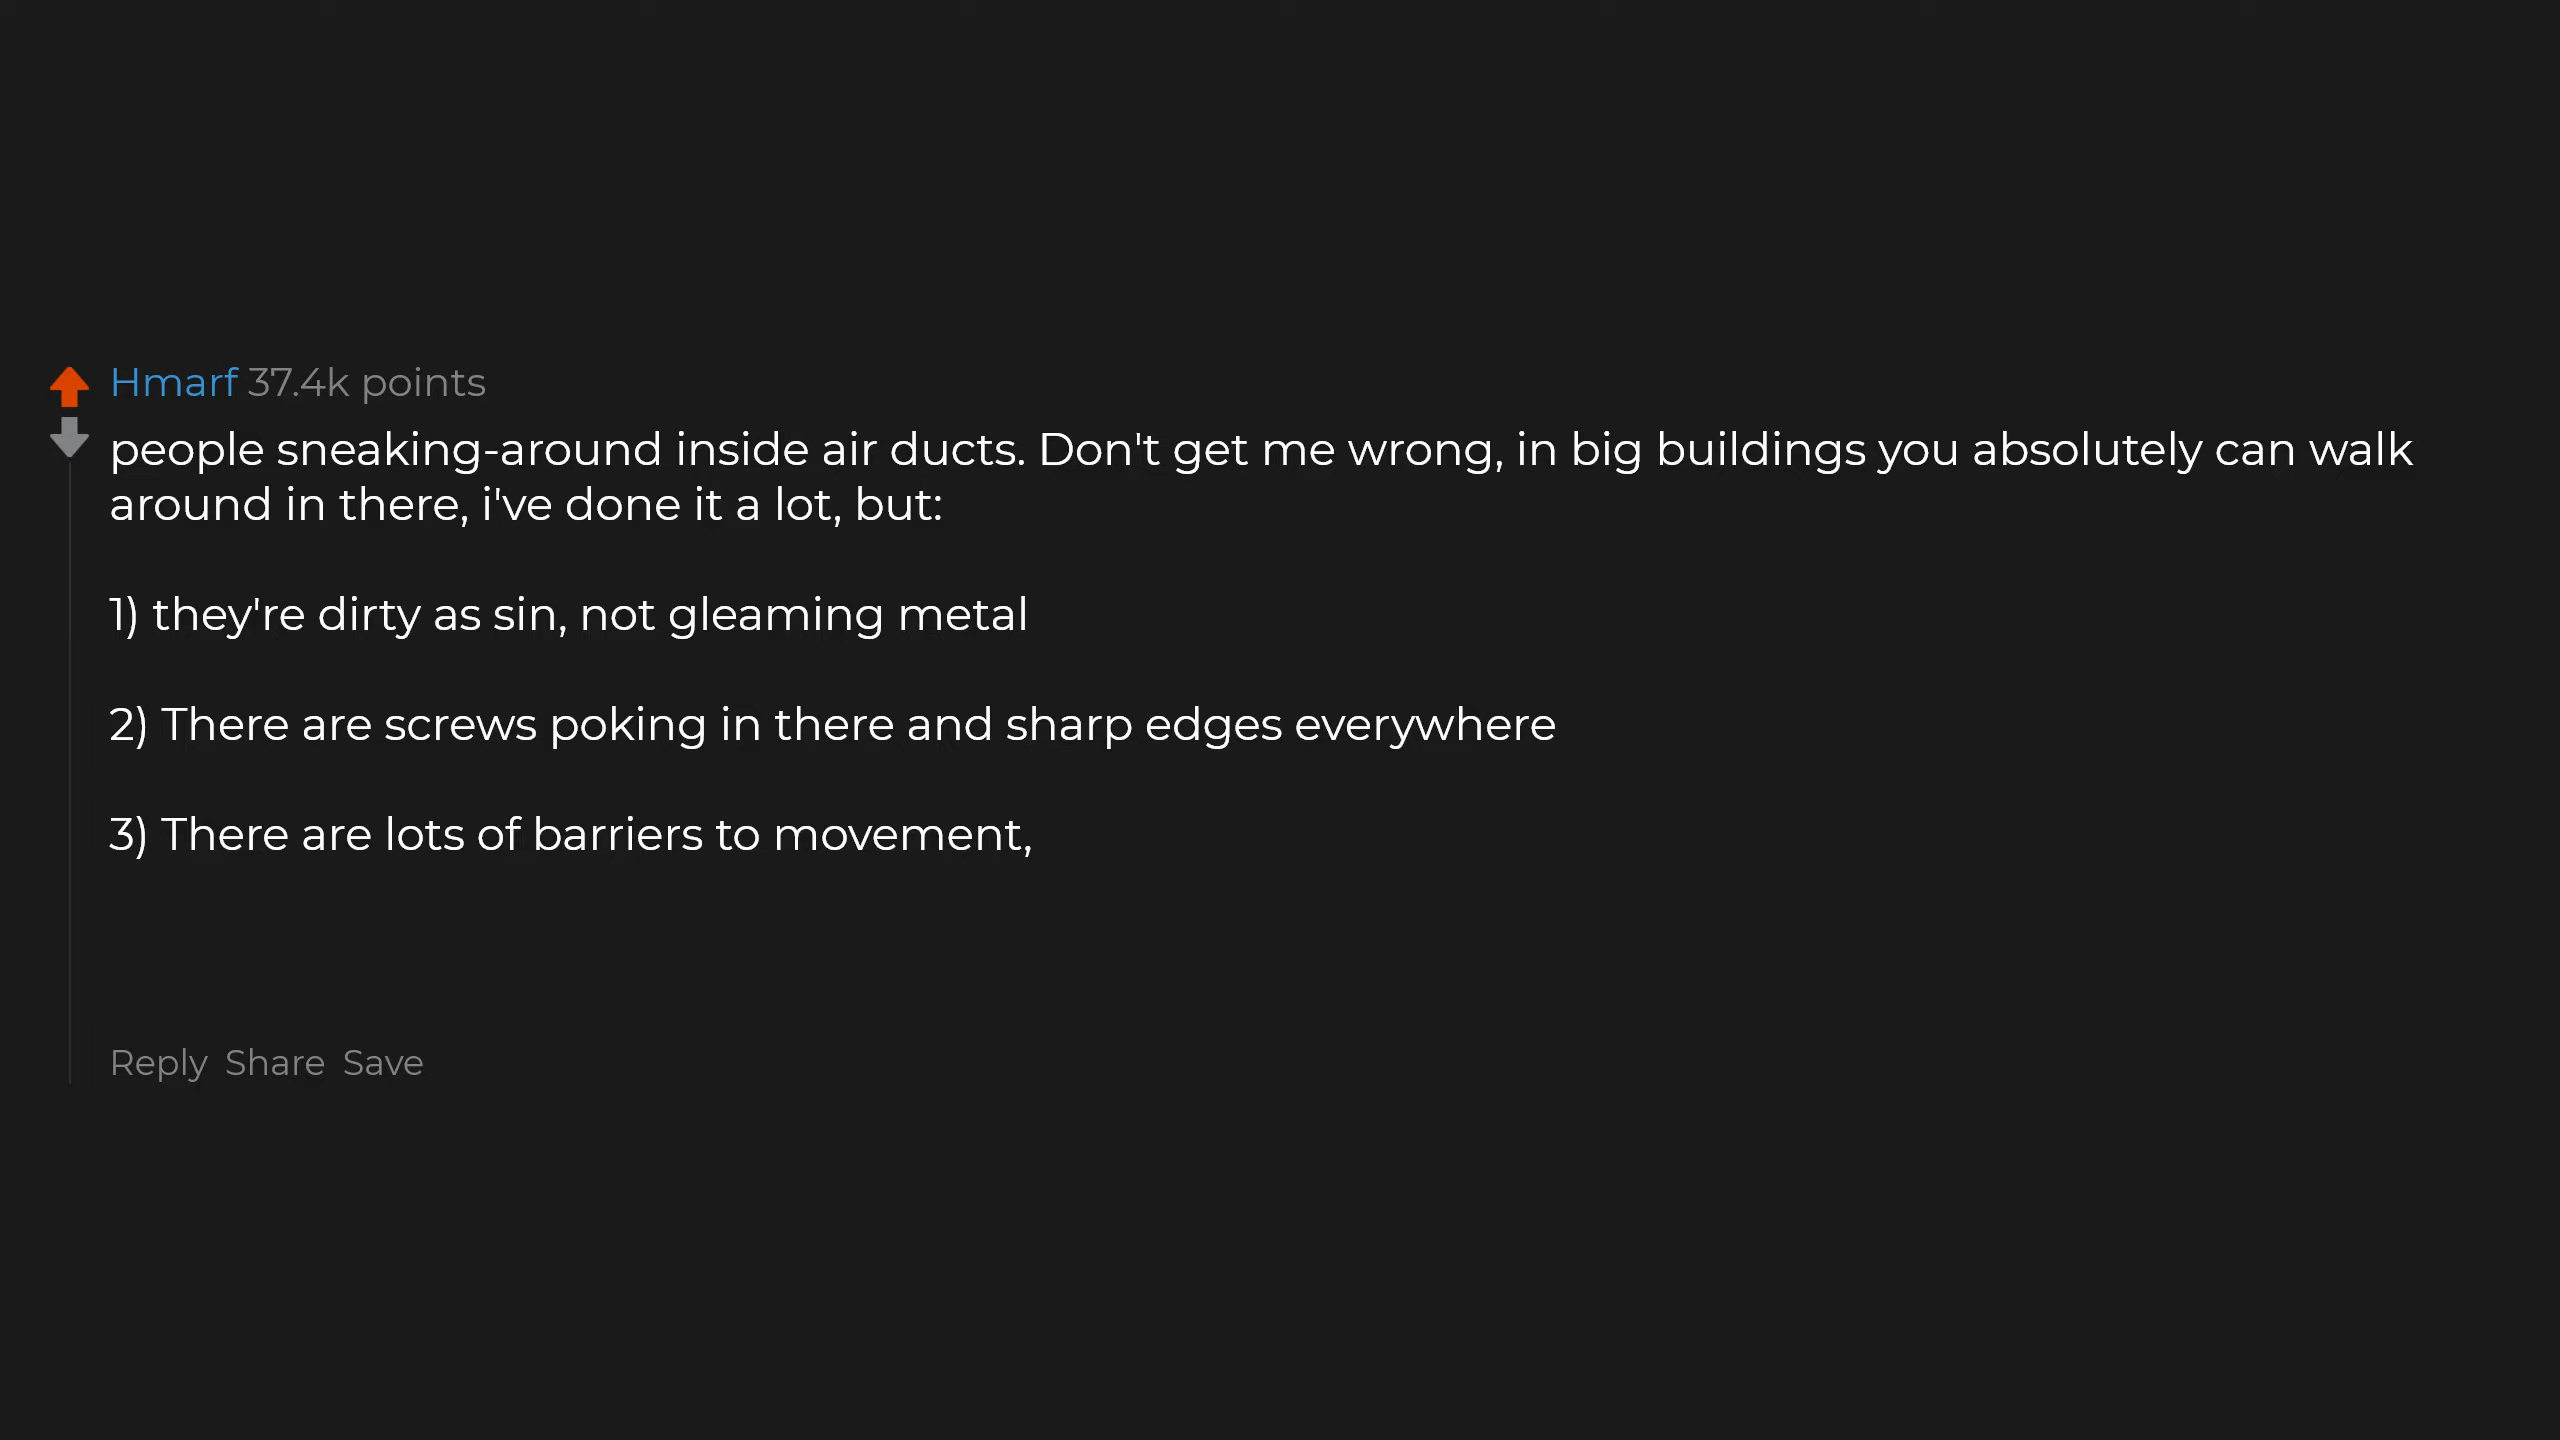 Hmarf 37.4k points
people sneaking-around inside air ducts. Don't get me wrong, in big buildings you absolutely can walk
around in there, i've done it a lot, but:
1) they're dirty as sin, not gleaming metal
2) There are screws poking in there and sharp edges everywhere
3) There are lots of barriers to movement,
Reply Share Save